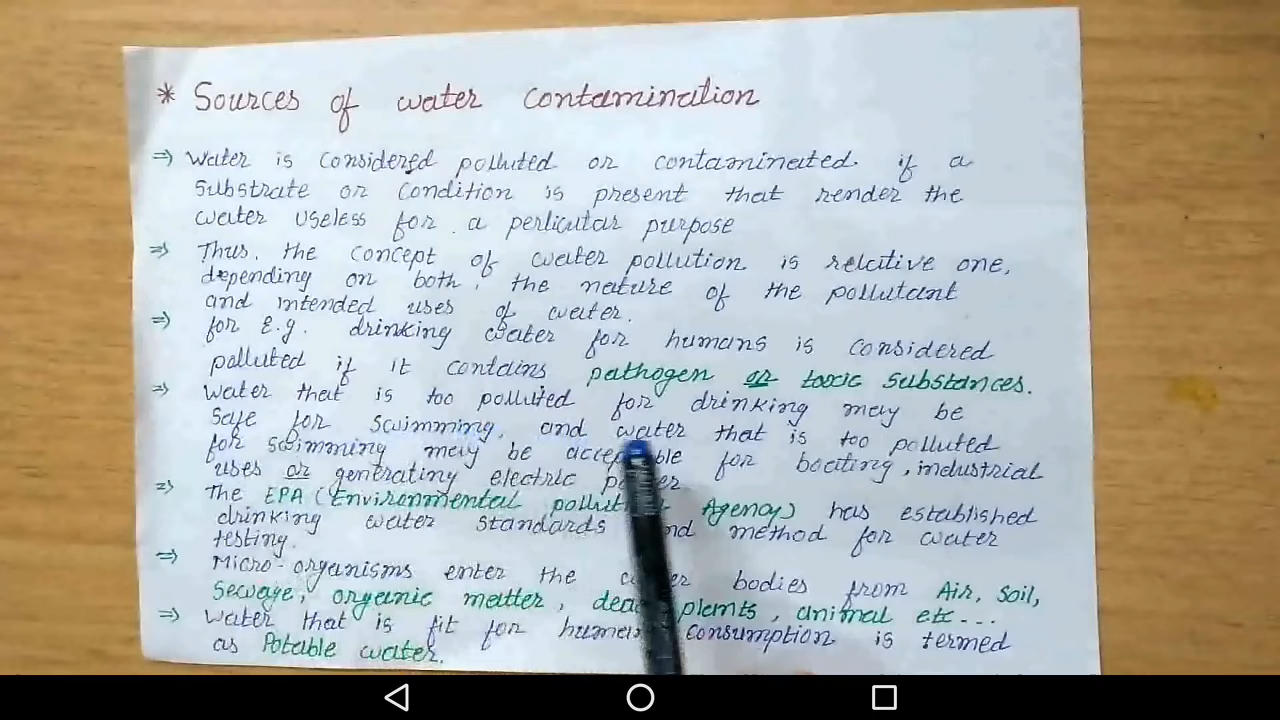 * Sources of water contamination
⇒ Water is considered polluted or contaminated. if a
substrate or condition is present that render the
water useless for a perticular purpose
⇒ Thus, the concept of water pollution is relative one,
depending on both, the nature of the pollutant
and intended uses of water.
⇒ for E.g. drinking water for humans is considered
polluted if it contains pathogen or toxic substances.
⇒ Water that is too polluted for drinking may be
safe for swimming, and water that is too polluted
for swimming may be for boating, industrial
uses or genrating electric
⇒ The EPA (Environmental Agency) has established
drinking water standards method for water
testing.
⇒ Micro-organisms enter the bodies from Air, Soil,
Sewage, organic matter, plants, animal etc...
⇒ Water that is fit for human consumption is termed
as Potable water.